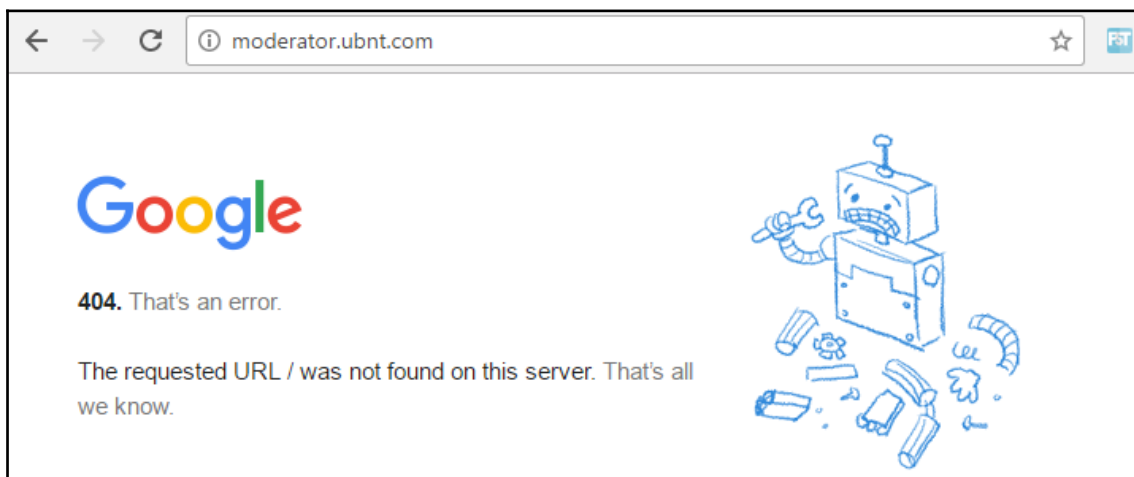 moderator.ubnt.com
FST
Google
404. That's an error.
The requested URL / was not found on this server. That's all
we know.